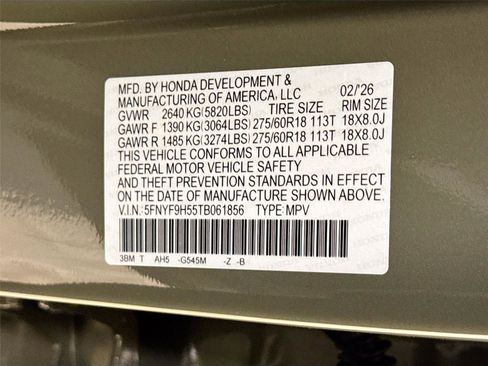 MFD. BY HONDA DEVELOPMENT &
MANUFACTURING OF AMERICA, LLC 02/'26
GVWR 2640 KG(5820LBS) TIRE SIZE RIM SIZE
GAWR F 1390 KG(3064LBS) 275/60R18 113T 18X8.0J
GAWR R 1485 KG(3274LBS) 275/60R18 113T 18X8.0J
THIS VEHICLE CONFORMS TO ALL APPLICABLE
FEDERAL MOTOR VEHICLE SAFETY
AND THEFT PREVENTION STANDARDS IN EFFECT
ON THE DATE OF MANUFACTURE SHOWN ABOVE.
V.I.N.: 5FNYF9H55TB061856 TYPE: MPV
3BM T AH5 -G545M -Z -B